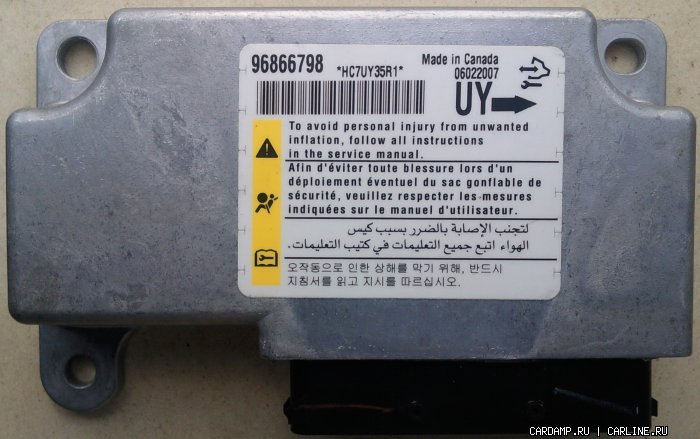 96866798
*HC7UY35R1*
Made in Canada
06022007
UY
To avoid personal injury from unwanted
inflation, follow all instructions
in the service manual.
Afin d'éviter toute blessure lors d'un
déploiement éventuel du sac gonflable de
sécurité, veuillez respecter les mesures
indiquées sur le manuel d'utilisateur.
لتجنب الإصابة بالضرر بسبب كيس
الهواء اتبع جميع التعليمات في كتيب التعليمات.
오작동으로 인한 상해를 막기 위해, 반드시
지침서를 읽고 지시를 따르십시오.
CARDAMP.RU | CARLINE.RU